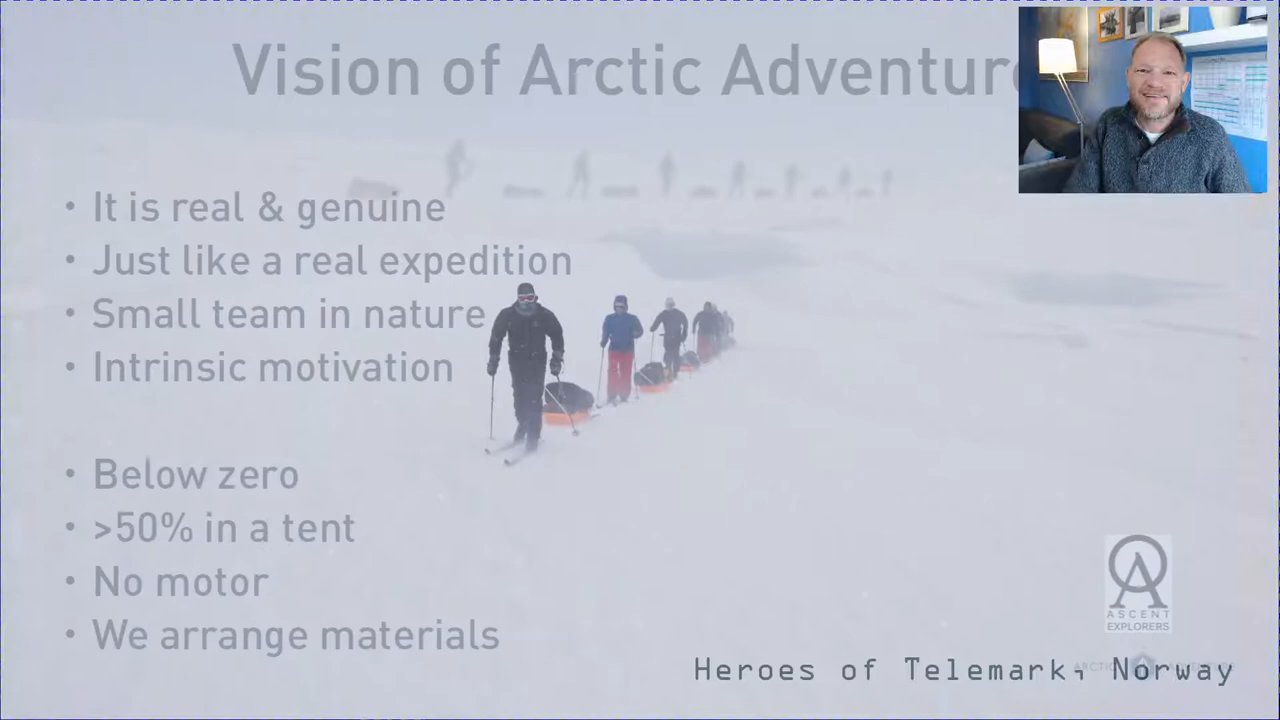 Vision of Arctic Adventure
• It is real & genuine
• Just like a real expedition
• Small team in nature
• Intrinsic motivation
• Below zero
• >50% in a tent
• No motor
• We arrange materials
ASCENT
EXPLORERS
Heroes of Telemark, Norway